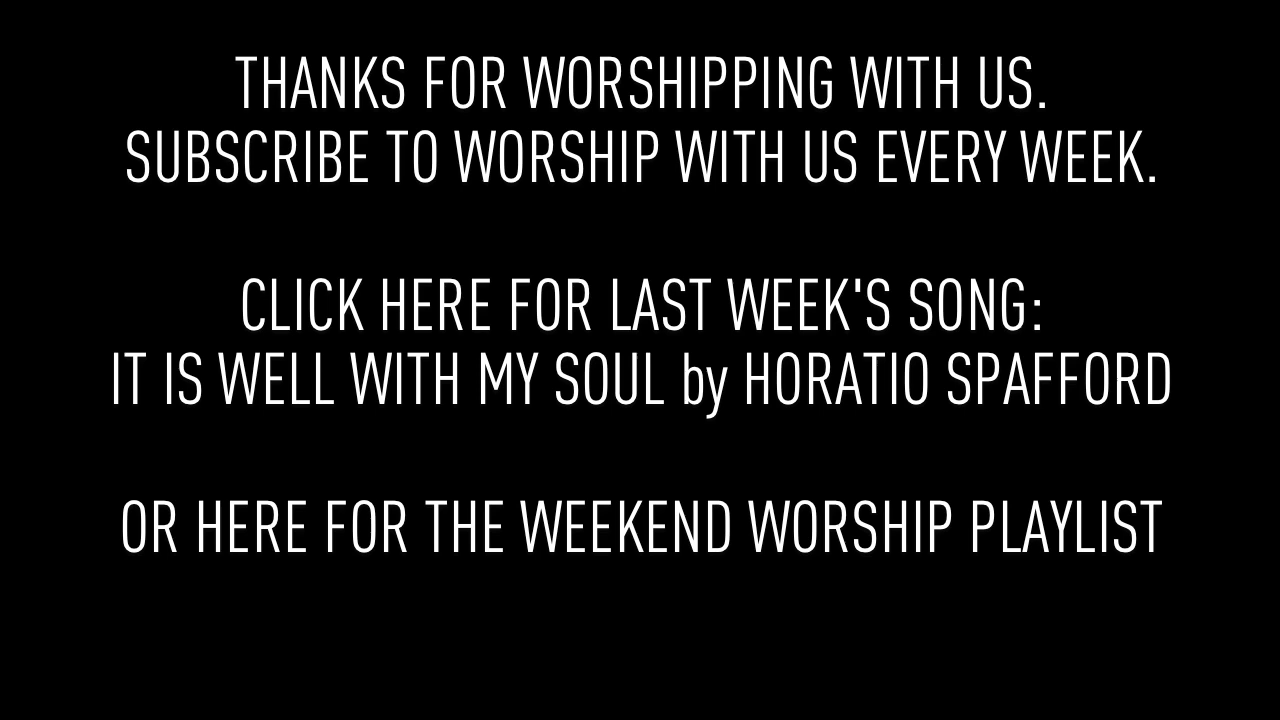 THANKS FOR WORSHIPPING WITH US.
SUBSCRIBE TO WORSHIP WITH US EVERY WEEK.
CLICK HERE FOR LAST WEEK'S SONG:
IT IS WELL WITH MY SOUL by HORATIO SPAFFORD
OR HERE FOR THE WEEKEND WORSHIP PLAYLIST